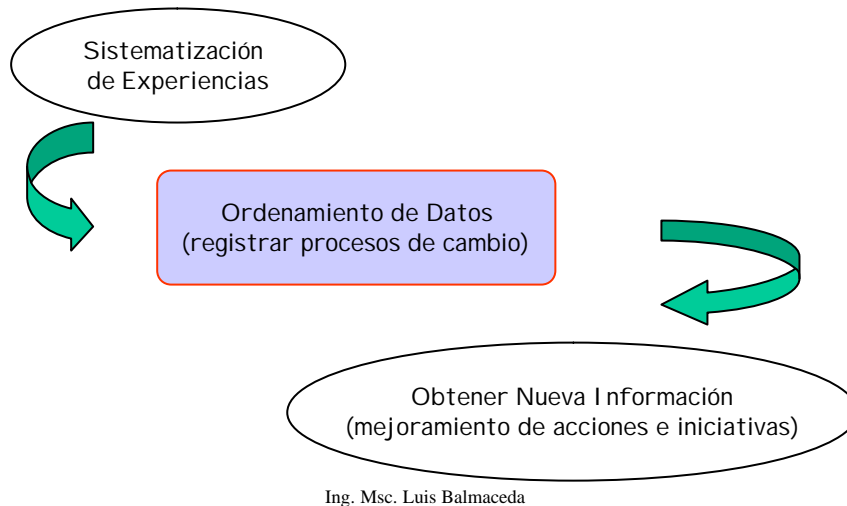 Sistematización
de Experiencias
Ordenamiento de Datos
(registrar procesos de cambio)
Obtener Nueva Información
(mejoramiento de acciones e iniciativas)
Ing. Msc. Luis Balmaceda